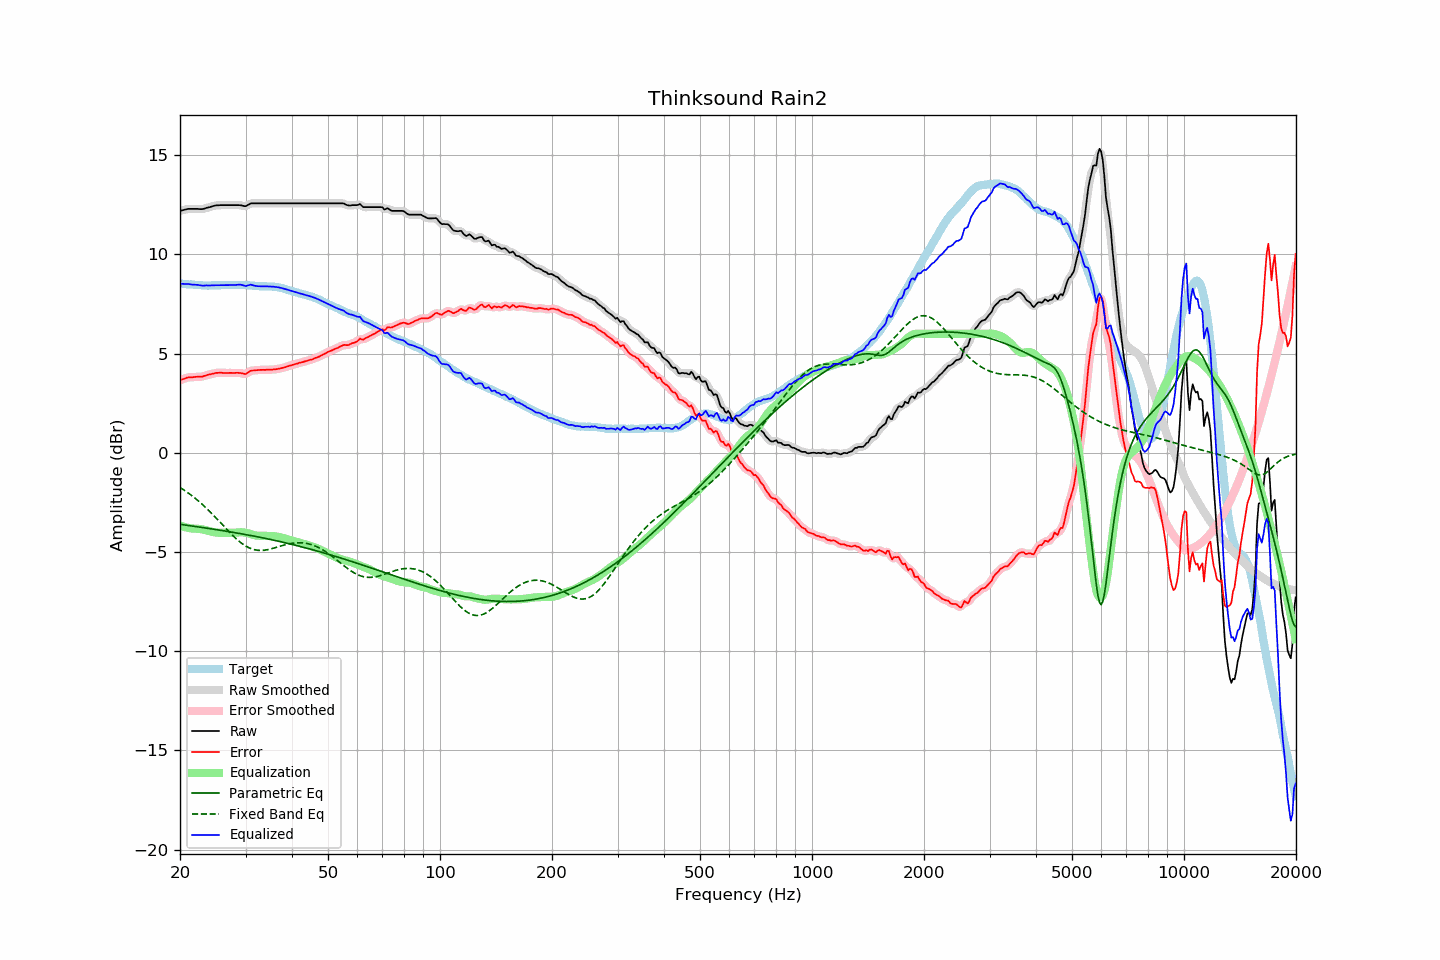 Thinksound Rain2
15
10
5
0
−5
−10
−15
−20
Amplitude (dBr)
Target
Raw Smoothed
Error Smoothed
Raw
Error
Equalization
Parametric Eq
Fixed Band Eq
Equalized
20 50 100 200 500 1000 2000 5000 10000 20000
Frequency (Hz)